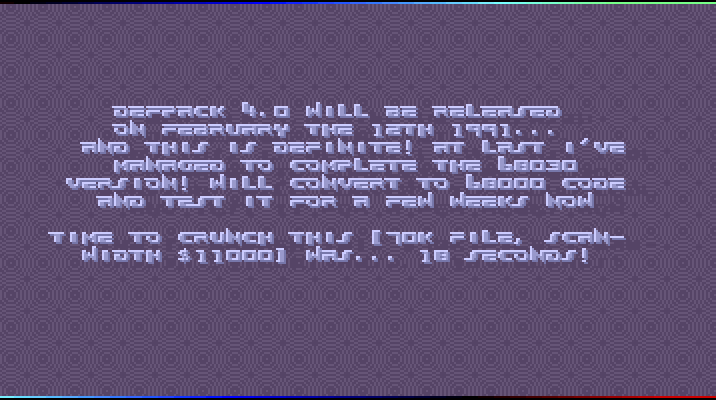 DEFPACK 4.0 WILL BE RELEASED
ON FEBRUARY THE 12TH 1991...
AND THIS IS DEFINITE! AT LAST I'VE
MANAGED TO COMPLETE THE 68030
VERSION! WILL CONVERT TO 68000 CODE
AND TEST IT FOR A FEW WEEKS NOW
TIME TO CRUNCH THIS [70K FILE, SCAN-
WIDTH $11000] WAS... 18 SECONDS!